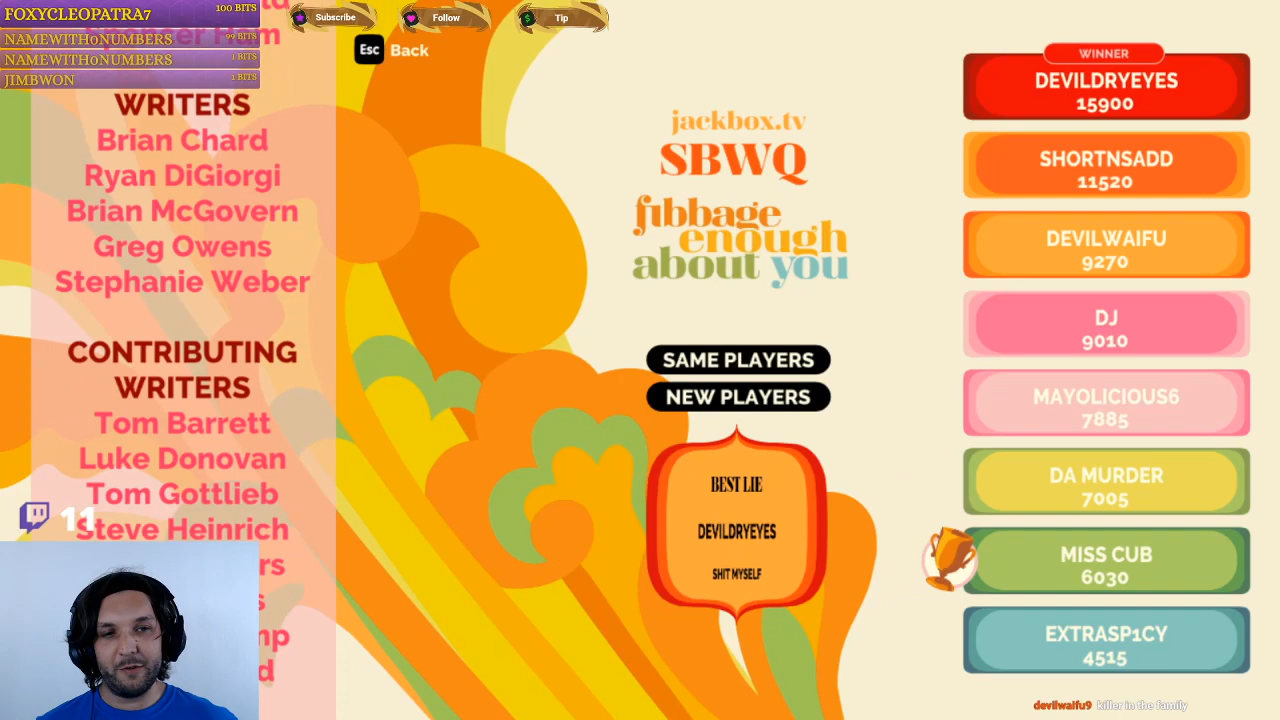 FOXYCLEOPATRA7 100 BITS
NAMEWITH0NUMBERS 99 BITS
NAMEWITH0NUMBERS 1 BITS
JIMBWON 1 BITS
Subscribe
Follow
Tip
Esc Back
WRITERS
Brian Chard
Ryan DiGiorgi
Brian McGovern
Greg Owens
Stephanie Weber
CONTRIBUTING
WRITERS
Tom Barrett
Luke Donovan
Tom Gottlieb
Steve Heinrich
11
jackbox.tv
SBWQ
fibbage
enough
about you
SAME PLAYERS
NEW PLAYERS
BEST LIE
DEVILDRYEYES
SHIT MYSELF
WINNER
DEVILDRYEYES
15900
SHORTNSADD
11520
DEVILWAIFU
9270
DJ
9010
MAYOLICIOUS6
7885
DA MURDER
7005
MISS CUB
6030
EXTRASP1CY
4515
devilwaifu9 killer in the family